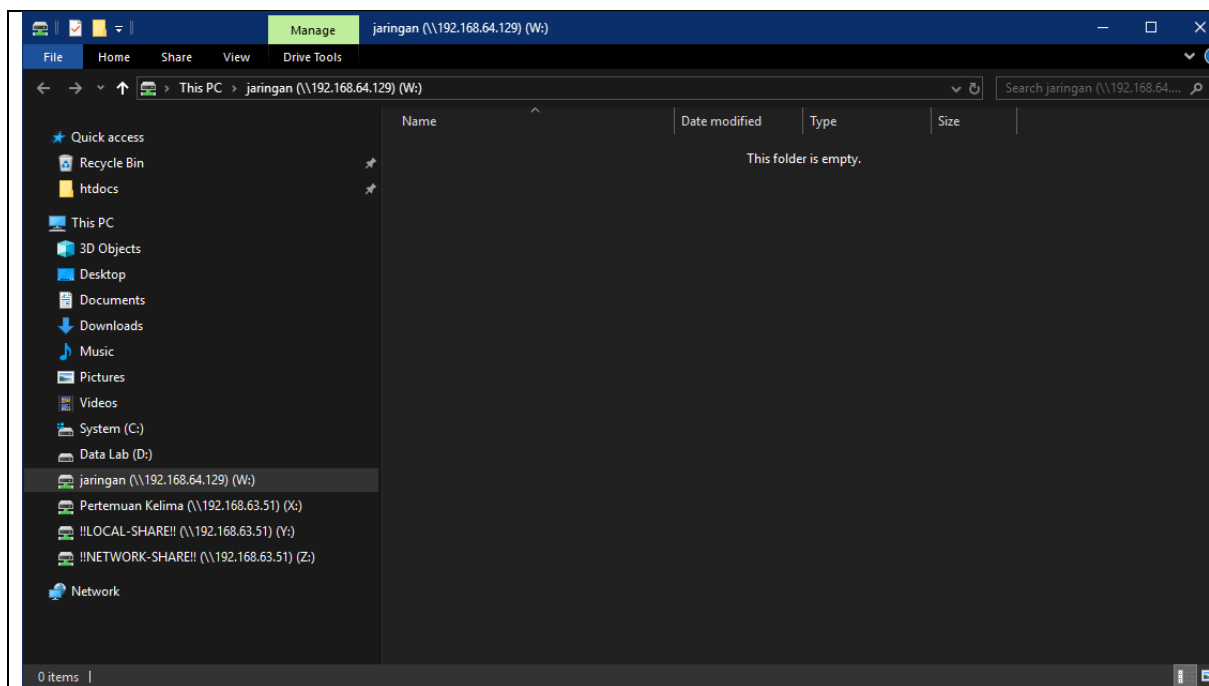 Manage
jaringan (\\192.168.64.129) (W:)
File Home Share View Drive Tools
This PC > jaringan (\\192.168.64.129) (W:)
Search jaringan (\\192.168.64....
Name Date modified Type Size
This folder is empty.
Quick access
Recycle Bin
htdocs
This PC
3D Objects
Desktop
Documents
Downloads
Music
Pictures
Videos
System (C:)
Data Lab (D:)
jaringan (\\192.168.64.129) (W:)
Pertemuan Kelima (\\192.168.63.51) (X:)
!!LOCAL-SHARE!! (\\192.168.63.51) (Y:)
!!NETWORK-SHARE!! (\\192.168.63.51) (Z:)
Network
0 items